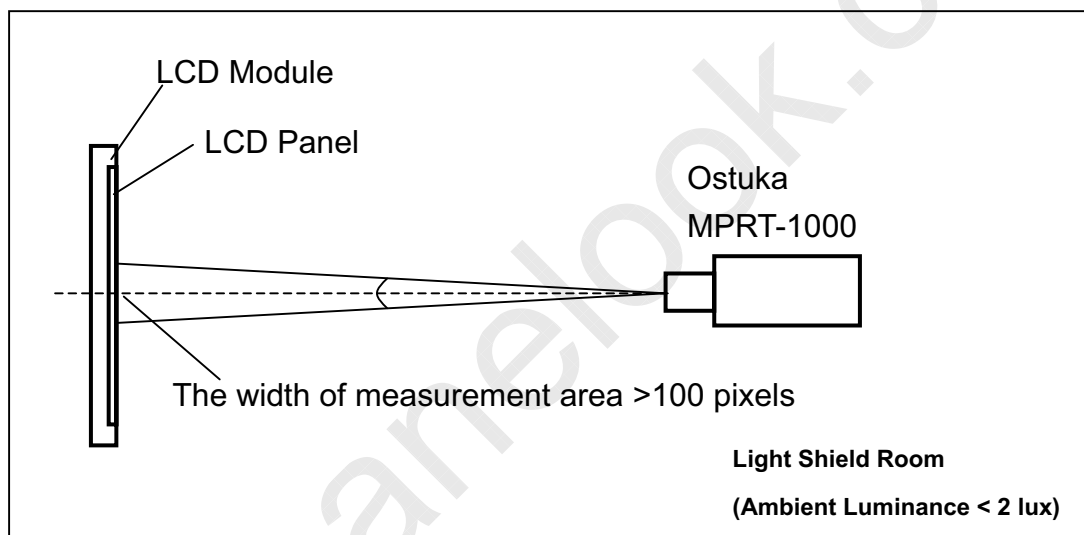 LCD Module
LCD Panel
Ostuka
MPRT-1000
The width of measurement area >100 pixels
Light Shield Room
(Ambient Luminance < 2 lux)
anelook.